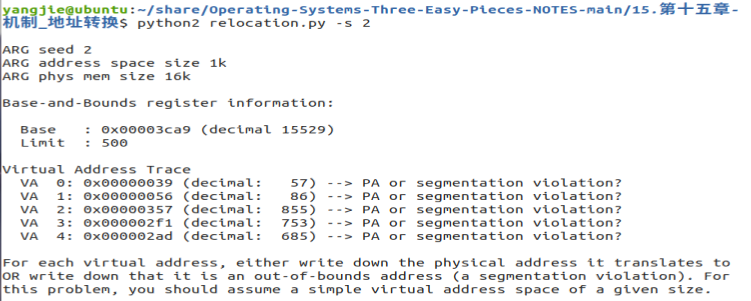 yangjie@ubuntu:~/share/Operating-Systems-Three-Easy-Pieces-NOTES-main/15.第十五章-
机制_地址转换$ python2 relocation.py -s 2
ARG seed 2
ARG address space size 1k
ARG phys mem size 16k
Base-and-Bounds register information:
Base   : 0x00003ca9 (decimal 15529)
Limit  : 500
Virtual Address Trace
VA  0: 0x00000039 (decimal:   57) --> PA or segmentation violation?
VA  1: 0x00000056 (decimal:   86) --> PA or segmentation violation?
VA  2: 0x00000357 (decimal:  855) --> PA or segmentation violation?
VA  3: 0x000002f1 (decimal:  753) --> PA or segmentation violation?
VA  4: 0x000002ad (decimal:  685) --> PA or segmentation violation?
For each virtual address, either write down the physical address it translates to
OR write down that it is an out-of-bounds address (a segmentation violation). For
this problem, you should assume a simple virtual address space of a given size.